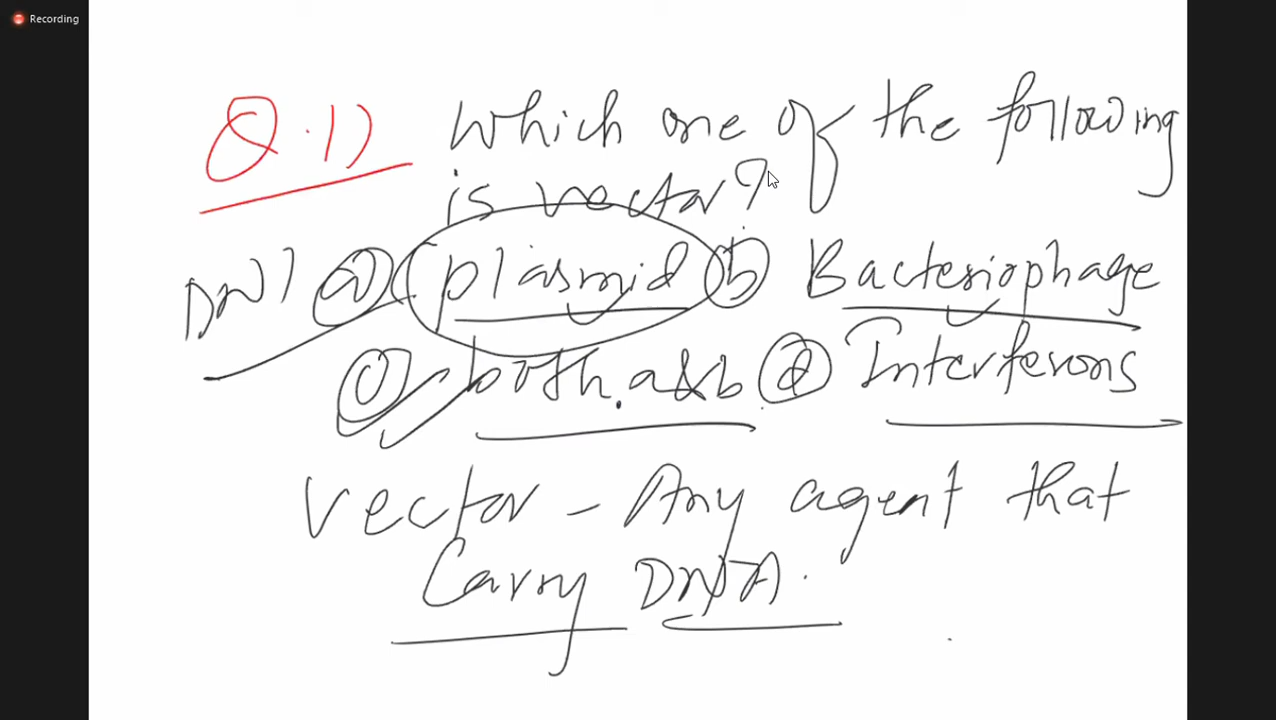 Recording
Q.1) Which one of the following
is vector?
DNA (a) plasmid (b) Bacteriophage
(c) both a & b (d) Interferons
Vector - Any agent that
Carry DNA.